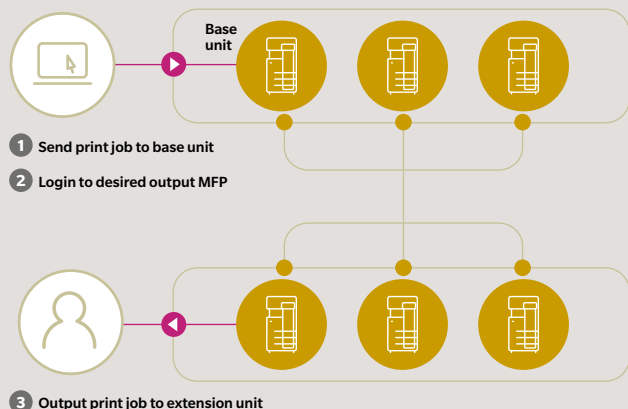 Base
unit
1 Send print job to base unit
2 Login to desired output MFP
3 Output print job to extension unit